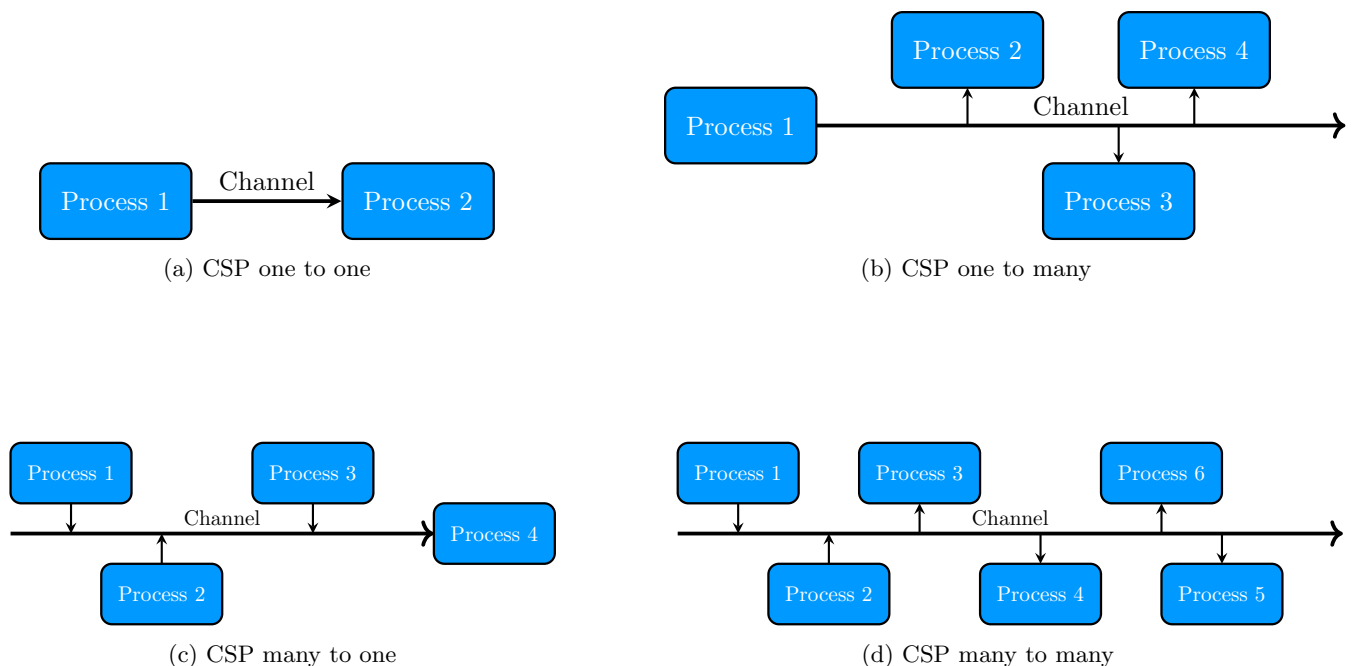 Process 1
Channel
Process 2
(a) CSP one to one
Process 2
Process 4
Process 1
Channel
Process 3
(b) CSP one to many
Process 1
Process 3
Channel
Process 4
Process 2
(c) CSP many to one
Process 1
Process 3
Process 6
Channel
Process 2
Process 4
Process 5
(d) CSP many to many